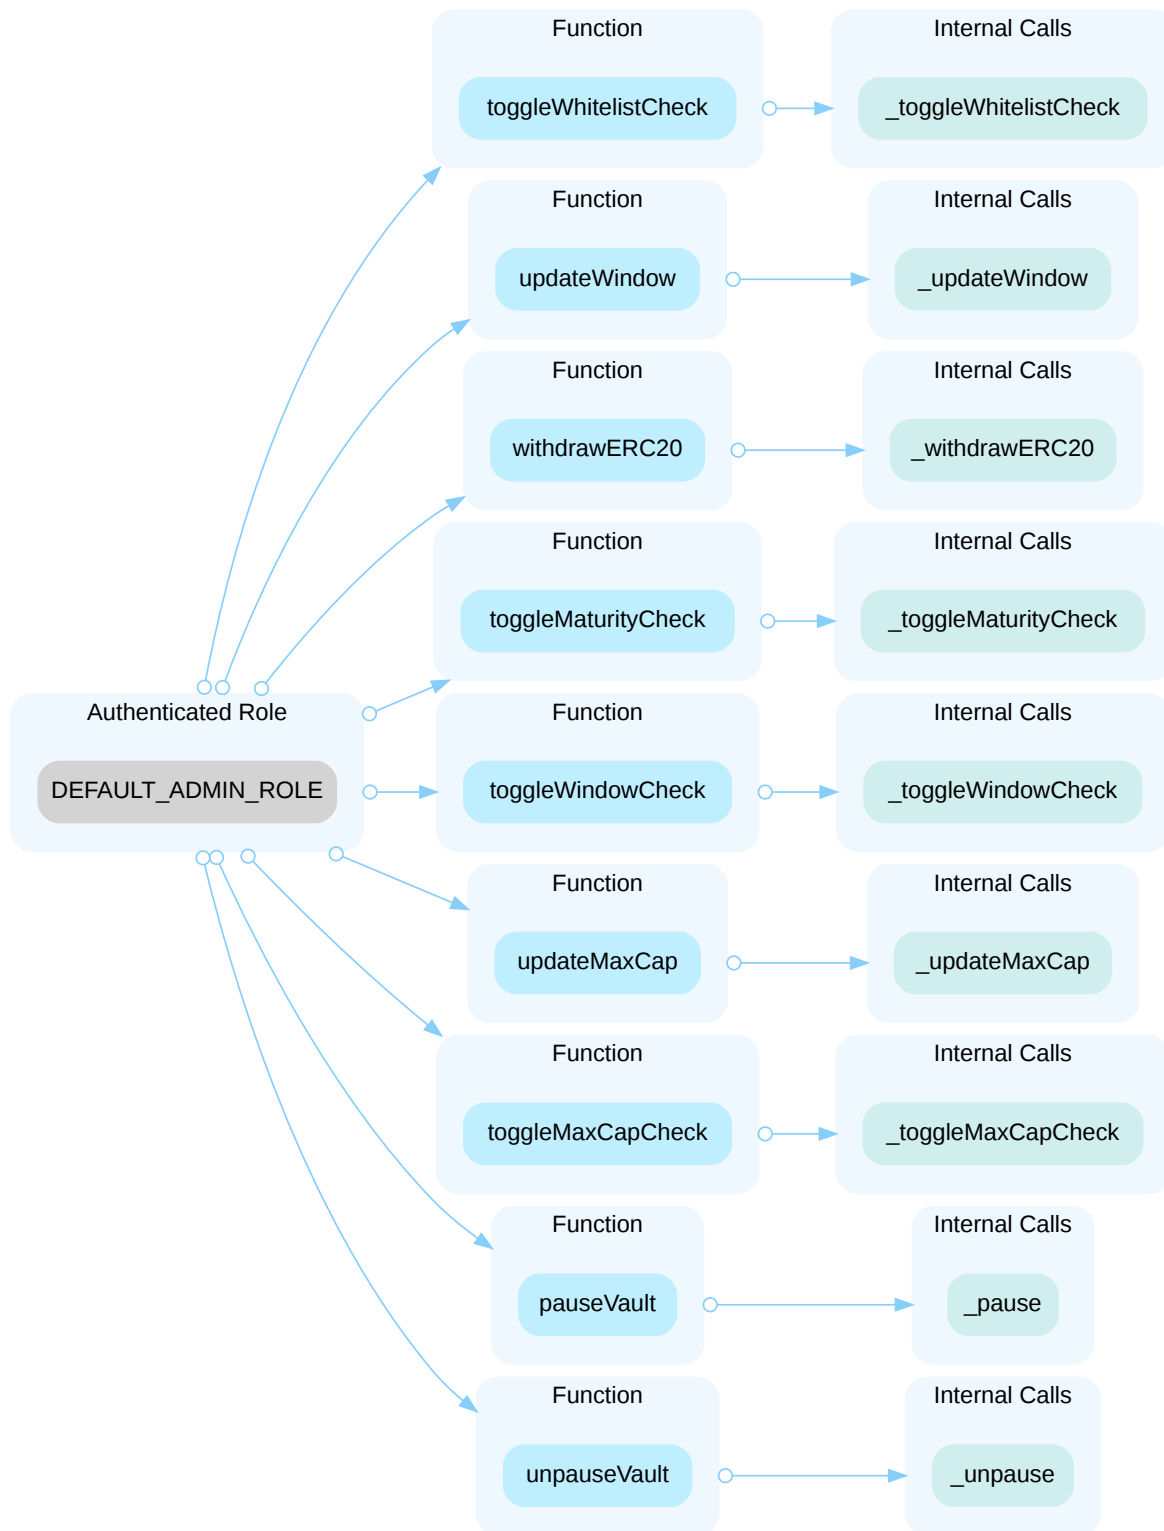 Function
Internal Calls
toggleWhitelistCheck
_toggleWhitelistCheck
Function
Internal Calls
updateWindow
_updateWindow
Function
Internal Calls
withdrawERC20
_withdrawERC20
Function
Internal Calls
toggleMaturityCheck
_toggleMaturityCheck
Authenticated Role
Function
Internal Calls
DEFAULT_ADMIN_ROLE
toggleWindowCheck
_toggleWindowCheck
Function
Internal Calls
updateMaxCap
_updateMaxCap
Function
Internal Calls
toggleMaxCapCheck
_toggleMaxCapCheck
Function
Internal Calls
pauseVault
_pause
Function
Internal Calls
unpauseVault
_unpause